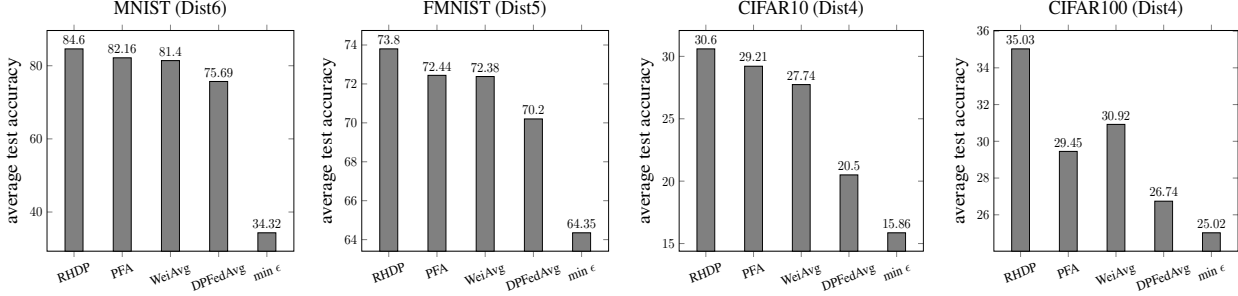 MNIST (Dist6)
average test accuracy
80
60
40
84.6
82.16
81.4
75.69
34.32
RHDP
PFA
WeiAvg
DPFedAvg
min ϵ
FMNIST (Dist5)
average test accuracy
74
72
70
68
66
64
73.8
72.44
72.38
70.2
64.35
RHDP
PFA
WeiAvg
DPFedAvg
min ϵ
CIFAR10 (Dist4)
average test accuracy
30
25
20
15
30.6
29.21
27.74
20.5
15.86
RHDP
PFA
WeiAvg
DPFedAvg
min ϵ
CIFAR100 (Dist4)
average test accuracy
36
34
32
30
28
26
35.03
29.45
30.92
26.74
25.02
RHDP
PFA
WeiAvg
DPFedAvg
min ϵ